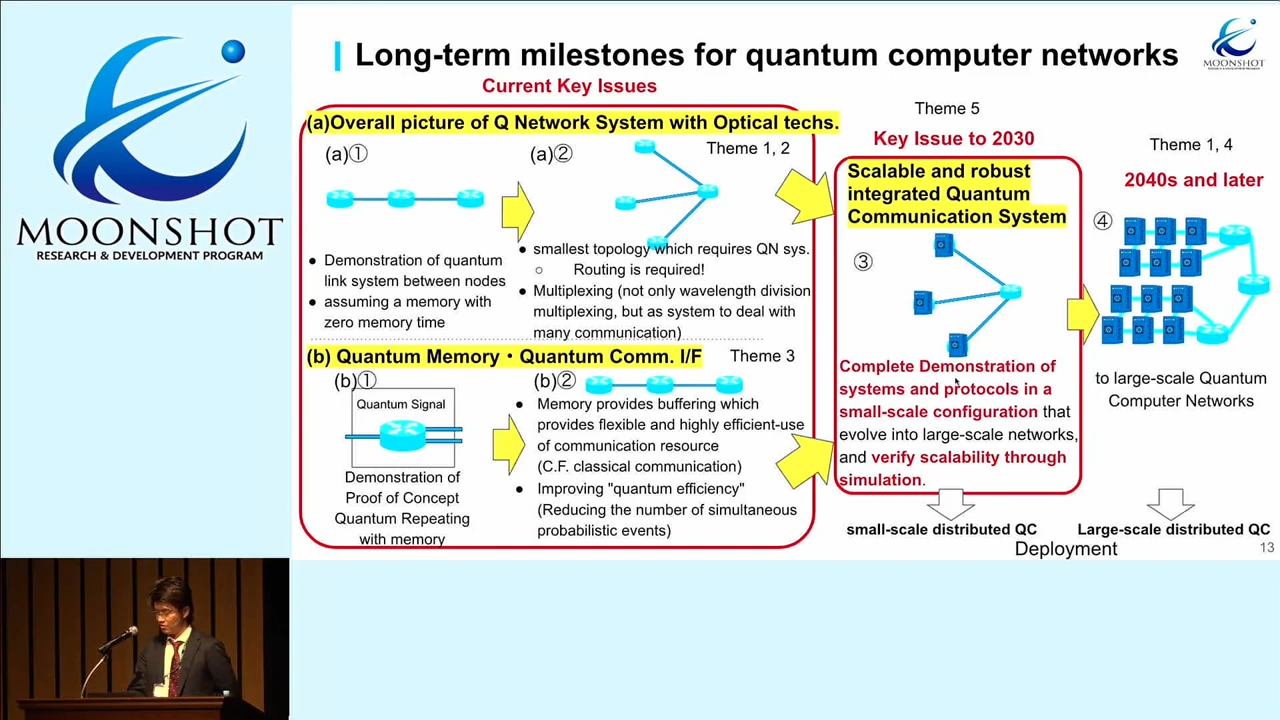 MOONSHOT
RESEARCH & DEVELOPMENT PROGRAM
Long-term milestones for quantum computer networks
MOONSHOT
RESEARCH & DEVELOPMENT PROGRAM
Current Key Issues
(a)Overall picture of Q Network System with Optical techs.
(a)①
(a)②
Theme 1, 2
Demonstration of quantum
link system between nodes
assuming a memory with
zero memory time
smallest topology which requires QN sys.
Routing is required!
Multiplexing (not only wavelength division
multiplexing, but as system to deal with
many communication)
(b) Quantum Memory・Quantum Comm. I/F
Theme 3
(b)①
Quantum Signal
Demonstration of
Proof of Concept
Quantum Repeating
with memory
(b)②
Memory provides buffering which
provides flexible and highly efficient-use
of communication resource
(C.F. classical communication)
Improving "quantum efficiency"
(Reducing the number of simultaneous
probabilistic events)
Theme 5
Key Issue to 2030
Scalable and robust
integrated Quantum
Communication System
③
Complete Demonstration of
systems and protocols in a
small-scale configuration that
evolve into large-scale networks,
and verify scalability through
simulation.
small-scale distributed QC
Theme 1, 4
2040s and later
④
to large-scale Quantum
Computer Networks
Large-scale distributed QC
Deployment
13